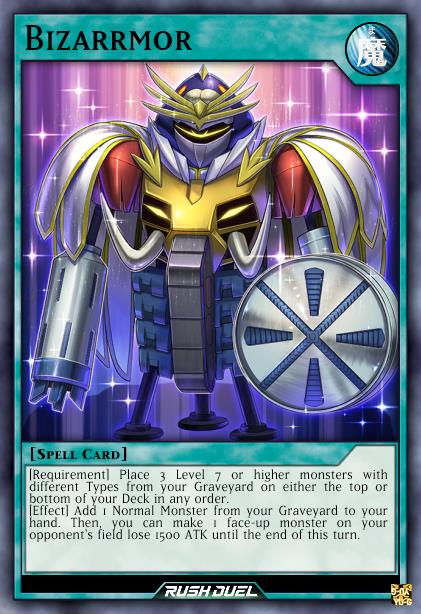 Bizarrmor
ま
魔
[Spell Card]
[Requirement] Place 3 Level 7 or higher monsters with
different Types from your Graveyard on either the top or
bottom of your Deck in any order.
[Effect] Add 1 Normal Monster from your Graveyard to your
hand. Then, you can make 1 face-up monster on your
opponent's field lose 1500 ATK until the end of this turn.
RUSH DUEL